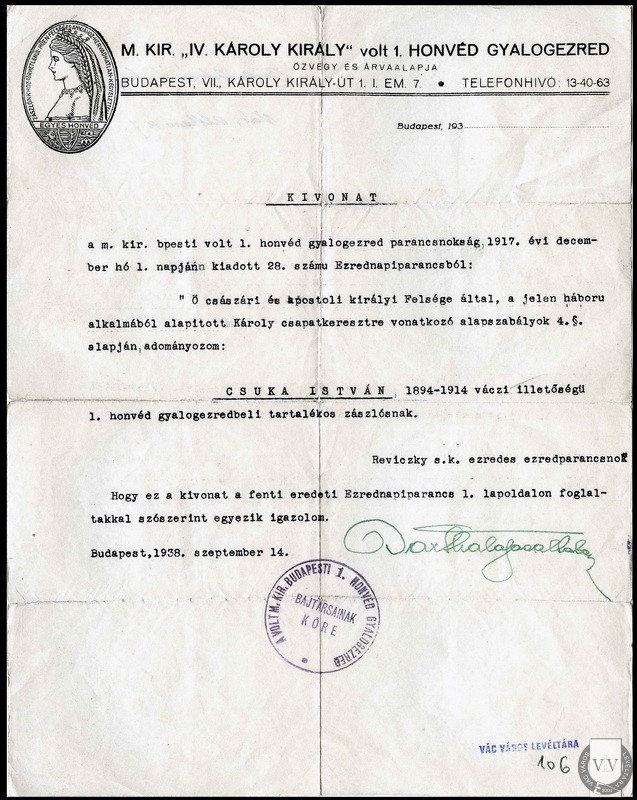 M. KIR. „IV. KÁROLY KIRÁLY" volt 1. HONVÉD GYALOGEZRED
ÖZVEGY ÉS ÁRVAALAPJA
BUDAPEST, VII., KÁROLY KIRÁLY-ÚT 1. I. EM. 7. • TELEFONHIVÓ: 13-40-63
EGYES HONVÉD
Budapest, 193
KIVONAT
a m. kir. bpesti volt 1. honvéd gyalogezred parancsnokság, 1917. évi decem-
ber hó 1. napjánn kiadott 28. számu Ezrednapiparancsból:
" Ö császári és apostoli királyi Felsége által, a jelen háboru
alkalmából alapitott Károly csapatkeresztre vonatkozó alapszabályok 4.§.
alapján, adományozom:
CSUKA ISTVÁN, 1894-1914 váczi illetőségü
1. honvéd gyalogezredbeli tartalékos zászlósnak.
Reviczky s.k. ezredes ezredparancsnok
Hogy ez a kivonat a fenti eredeti Ezrednapiparancs 1. lapoldalon foglal-
takkal szószerint egyezik igazolom.
Budapest,1938. szeptember 14.
A VOLT M. KIR. BUDAPESTI 1. HONVÉD GYALOGEZRED
BAJTÁRSAINAK
KÖRE
VÁC VÁROS LEVÉLTÁRA
106
VÁC VÁROS LEVÉLTÁRA
V.V